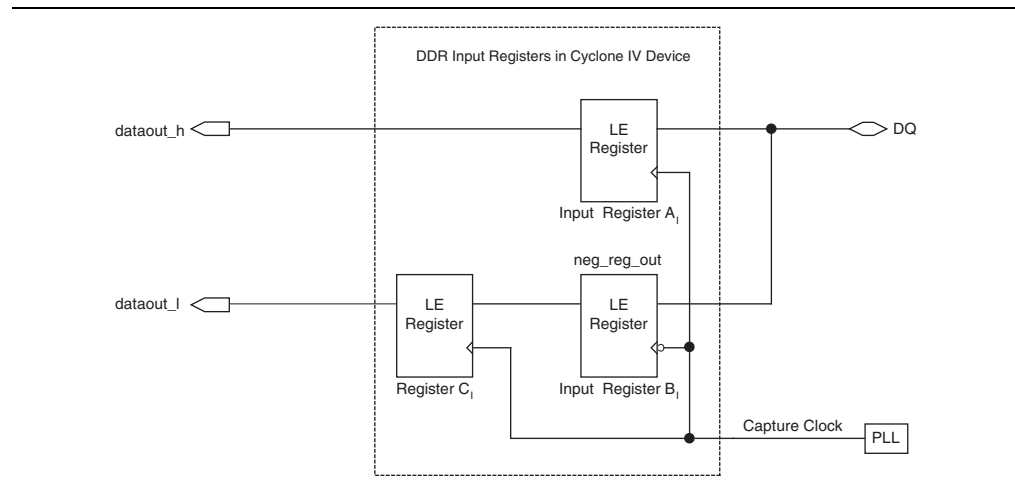 DDR Input Registers in Cyclone IV Device
dataout_h
LE
Register
DQ
Input Register A_I
neg_reg_out
dataout_l
LE
Register
LE
Register
Register C_I
Input Register B_I
Capture Clock
PLL